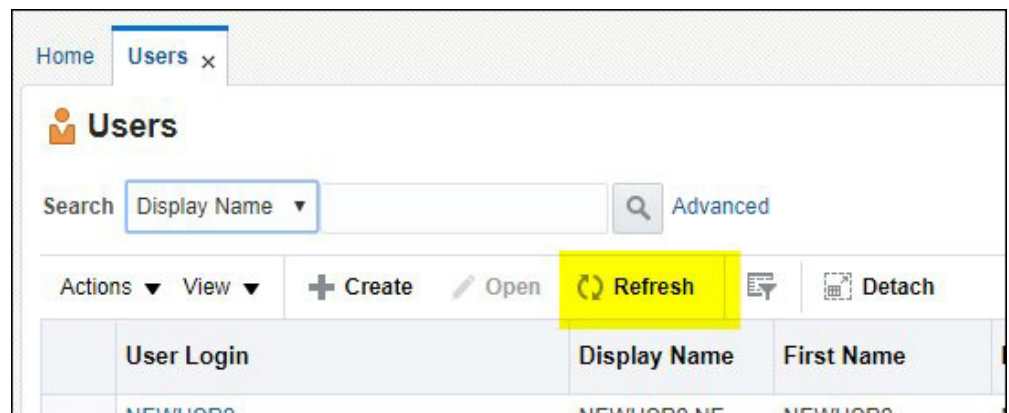 Home Users x
Users
Search Display Name Advanced
Actions View Create Open Refresh Detach
User Login Display Name First Name